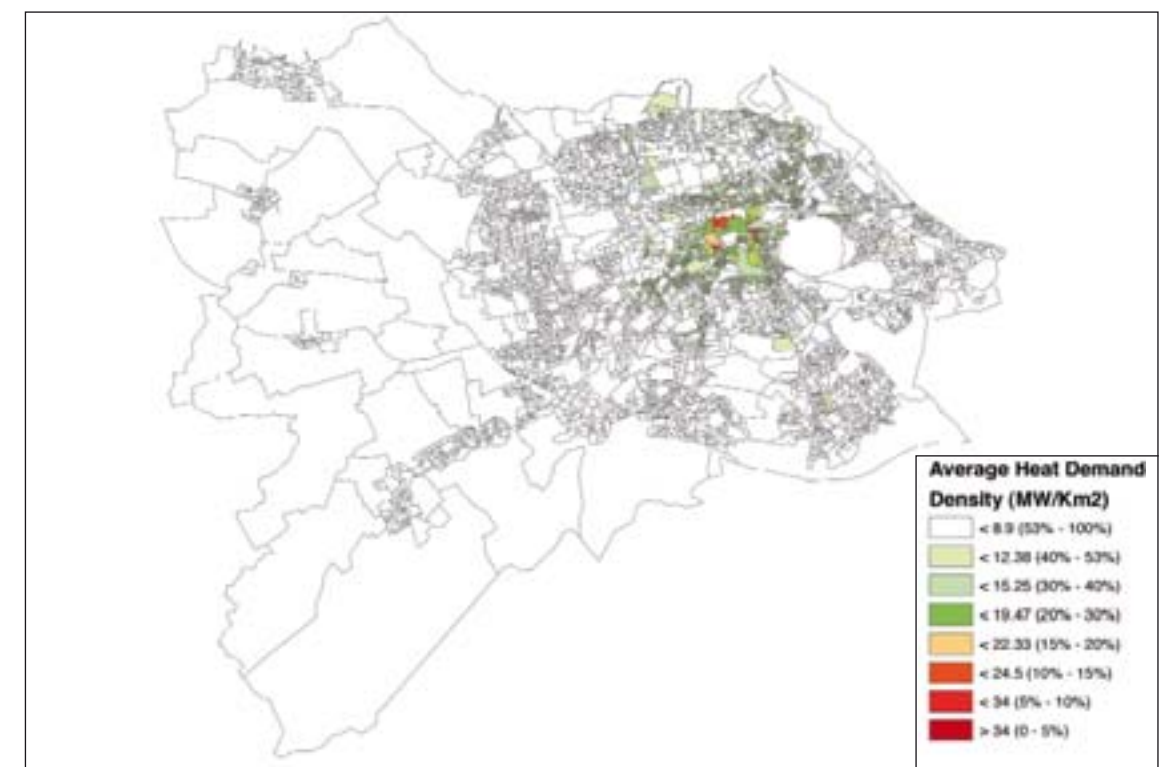 Average Heat Demand
Density (MW/Km2)
< 8.9 (53% - 100%)
< 12.38 (40% - 53%)
< 15.25 (30% - 40%)
< 19.47 (20% - 30%)
< 22.33 (15% - 20%)
< 24.5 (10% - 15%)
< 34 (5% - 10%)
> 34 (0 - 5%)